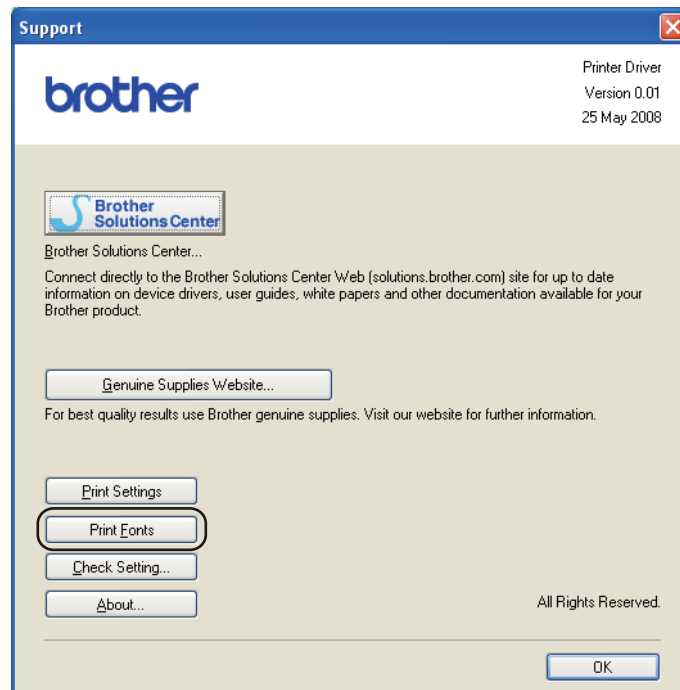 Support
brother
Printer Driver
Version 0.01
25 May 2008
Brother
Solutions Center
Brother Solutions Center...
Connect directly to the Brother Solutions Center Web (solutions.brother.com) site for up to date
information on device drivers, user guides, white papers and other documentation available for your
Brother product.
Genuine Supplies Website...
For best quality results use Brother genuine supplies. Visit our website for further information.
Print Settings
Print Fonts
Check Setting...
About...
All Rights Reserved.
OK